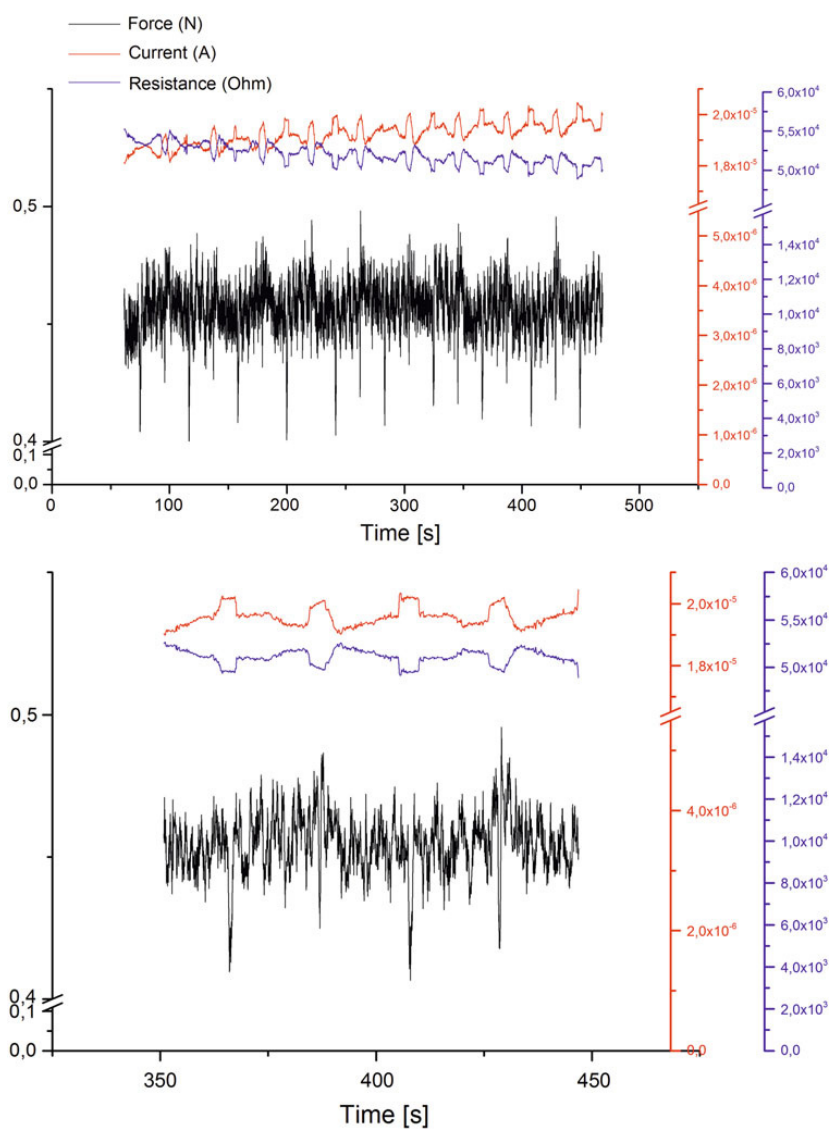 Force (N)
Current (A)
Resistance (Ohm)
0,5
0,4
0,1
0,0
0 100 200 300 400 500
Time [s]
2,0x10⁻⁵
1,8x10⁻⁵
5,0x10⁻⁶
4,0x10⁻⁶
3,0x10⁻⁶
2,0x10⁻⁶
1,0x10⁻⁶
0,0
6,0x10⁴
5,5x10⁴
5,0x10⁴
1,4x10⁴
1,2x10⁴
1,0x10⁴
8,0x10³
6,0x10³
4,0x10³
2,0x10³
0,0
0,5
0,4
0,1
0,0
350 400 450
Time [s]
2,0x10⁻⁵
1,8x10⁻⁵
4,0x10⁻⁶
2,0x10⁻⁶
0,0
6,0x10⁴
5,5x10⁴
5,0x10⁴
1,4x10⁴
1,2x10⁴
1,0x10⁴
8,0x10³
6,0x10³
4,0x10³
2,0x10³
0,0